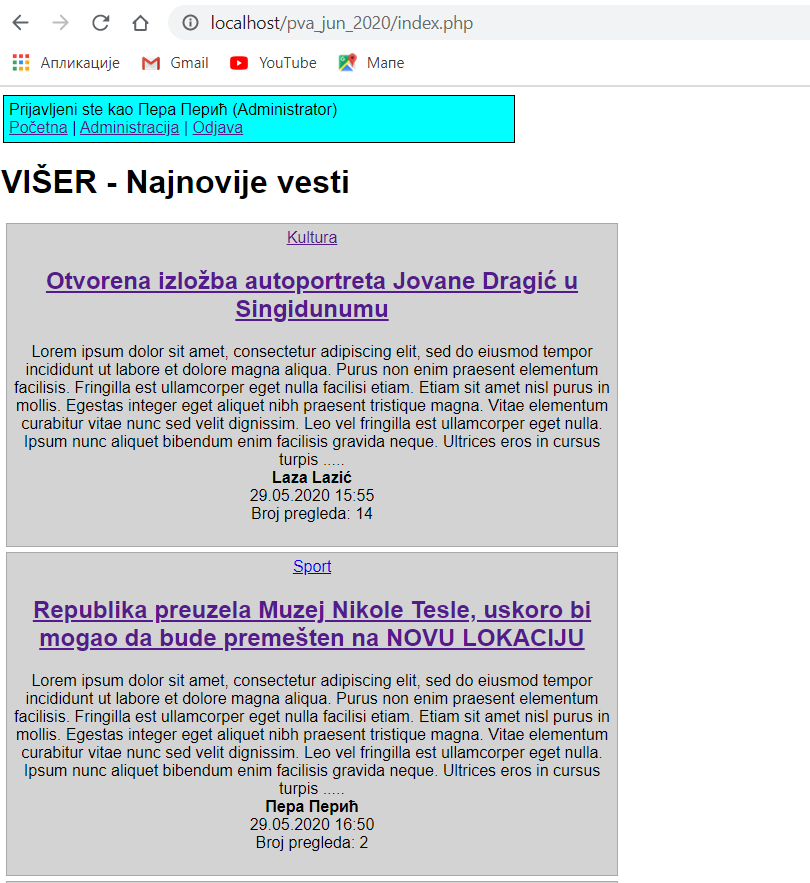 localhost/pva_jun_2020/index.php
Апликације Gmail YouTube Мапе
Prijavljeni ste kao Пера Перић (Administrator)
Početna | Administracija | Odjava
VIŠER - Najnovije vesti
Kultura
Otvorena izložba autoportreta Jovane Dragić u
Singidunumu
Lorem ipsum dolor sit amet, consectetur adipiscing elit, sed do eiusmod tempor
incididunt ut labore et dolore magna aliqua. Purus non enim praesent elementum
facilisis. Fringilla est ullamcorper eget nulla facilisi etiam. Etiam sit amet nisl purus in
mollis. Egestas integer eget aliquet nibh praesent tristique magna. Vitae elementum
curabitur vitae nunc sed velit dignissim. Leo vel fringilla est ullamcorper eget nulla.
Ipsum nunc aliquet bibendum enim facilisis gravida neque. Ultrices eros in cursus
turpis .....
Laza Lazić
29.05.2020 15:55
Broj pregleda: 14
Sport
Republika preuzela Muzej Nikole Tesle, uskoro bi
mogao da bude premešten na NOVU LOKACIJU
Lorem ipsum dolor sit amet, consectetur adipiscing elit, sed do eiusmod tempor
incididunt ut labore et dolore magna aliqua. Purus non enim praesent elementum
facilisis. Fringilla est ullamcorper eget nulla facilisi etiam. Etiam sit amet nisl purus in
mollis. Egestas integer eget aliquet nibh praesent tristique magna. Vitae elementum
curabitur vitae nunc sed velit dignissim. Leo vel fringilla est ullamcorper eget nulla.
Ipsum nunc aliquet bibendum enim facilisis gravida neque. Ultrices eros in cursus
turpis .....
Пера Перић
29.05.2020 16:50
Broj pregleda: 2